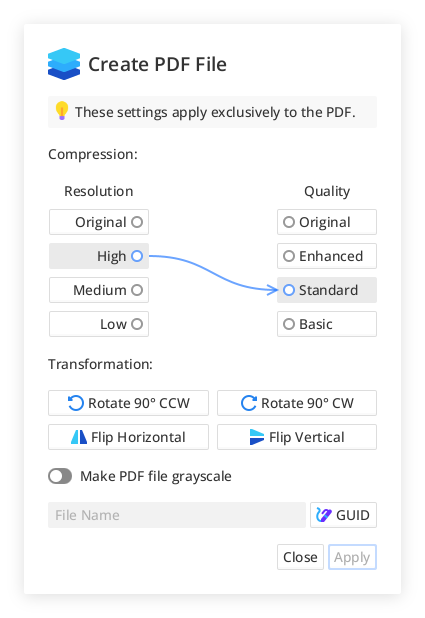 Create PDF File
These settings apply exclusively to the PDF.
Compression:
Resolution Quality
Original Original
High Enhanced
Medium Standard
Low Basic
Transformation:
Rotate 90° CCW Rotate 90° CW
Flip Horizontal Flip Vertical
Make PDF file grayscale
File Name GUID
Close Apply